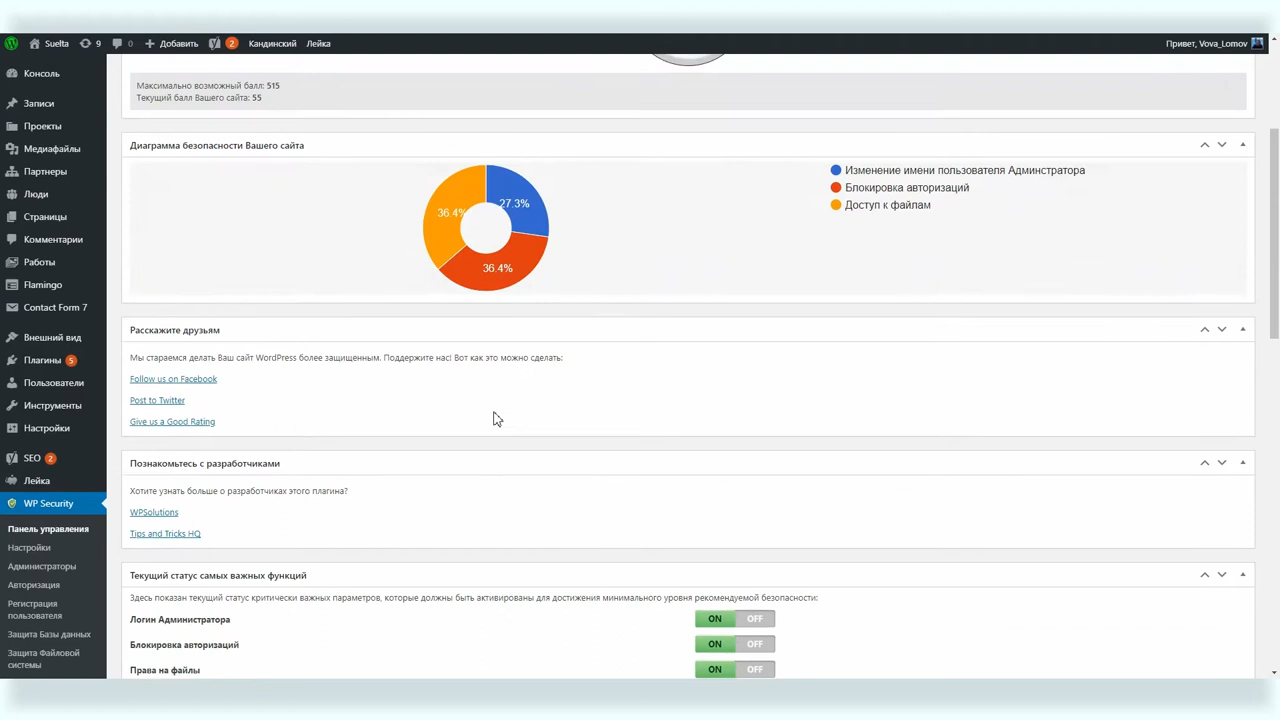 Suelta
9
0
Добавить
2
Кандинский
Лейка
Привет, Vova_Lomov
Консоль
Записи
Проекты
Медиафайлы
Партнеры
Люди
Страницы
Комментарии
Работы
Flamingo
Contact Form 7
Внешний вид
Плагины 5
Пользователи
Инструменты
Настройки
SEO 2
Лейка
WP Security
Панель управления
Настройки
Администраторы
Авторизация
Регистрация
пользователя
Защита Базы данных
Защита Файловой
системы
Максимально возможный балл: 515
Текущий балл Вашего сайта: 55
Диаграмма безопасности Вашего сайта
27.3%
36.4%
36.4%
Изменение имени пользователя Админстратора
Блокировка авторизаций
Доступ к файлам
Расскажите друзьям
Мы стараемся делать Ваш сайт WordPress более защищенным. Поддержите нас! Вот как это можно сделать:
Follow us on Facebook
Post to Twitter
Give us a Good Rating
Познакомьтесь с разработчиками
Хотите узнать больше о разработчиках этого плагина?
WPSolutions
Tips and Tricks HQ
Текущий статус самых важных функций
Здесь показан текущий статус критически важных параметров, которые должны быть активированы для достижения минимального уровня рекомендуемой безопасности:
Логин Администратора ON OFF
Блокировка авторизаций ON OFF
Права на файлы ON OFF